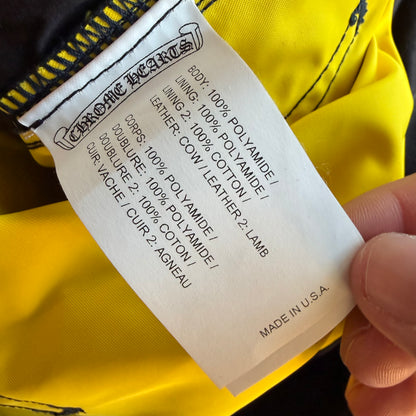 CHROME HEARTS
BODY: 100% POLYAMIDE /
LINING: 100% POLYAMIDE /
LINING 2: 100% COTTON /
LEATHER: COW / LEATHER 2: LAMB
CORPS: 100% POLYAMIDE /
DOUBLURE: 100% POLYAMIDE /
DOUBLURE 2: 100% COTON /
CUIR: VACHE / CUIR 2: AGNEAU
MADE IN U.S.A.